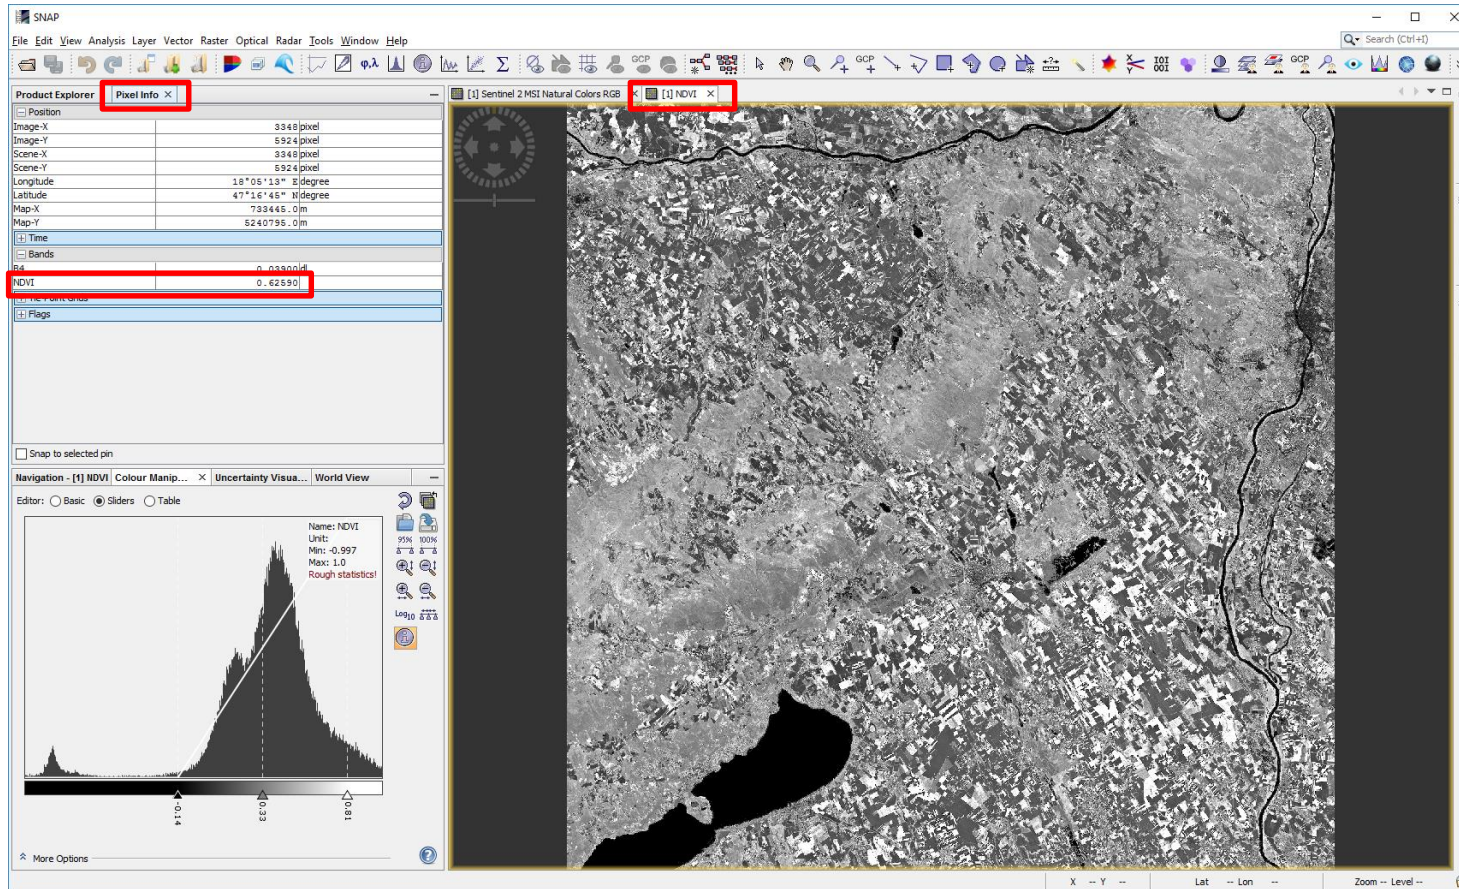 SNAP
File Edit View Analysis Layer Vector Raster Optical Radar Tools Window Help
Search (Ctrl+I)
Product Explorer Pixel Info × [1] Sentinel 2 MSI Natural Colors RGB × [1] NDVI ×
Position
Image-X 3348 pixel
Image-Y 5924 pixel
Scene-X 3348 pixel
Scene-Y 5924 pixel
Longitude 18°05'13" E degree
Latitude 47°16'45" N degree
Map-X 733445.0 m
Map-Y 5240795.0 m
Time
Bands
B4 0.03900 dl
NDVI 0.62590
Tie-Point Grids
Flags
Snap to selected pin
Navigation - [1] NDVI Colour Manip... × Uncertainty Visua... World View
Editor: Basic Sliders Table
Name: NDVI
Unit:
Min: -0.997
Max: 1.0
Rough statistics!
95% 100%
Log10
-0.14 0.33 0.81
More Options
X -- Y -- Lat -- Lon -- Zoom -- Level --